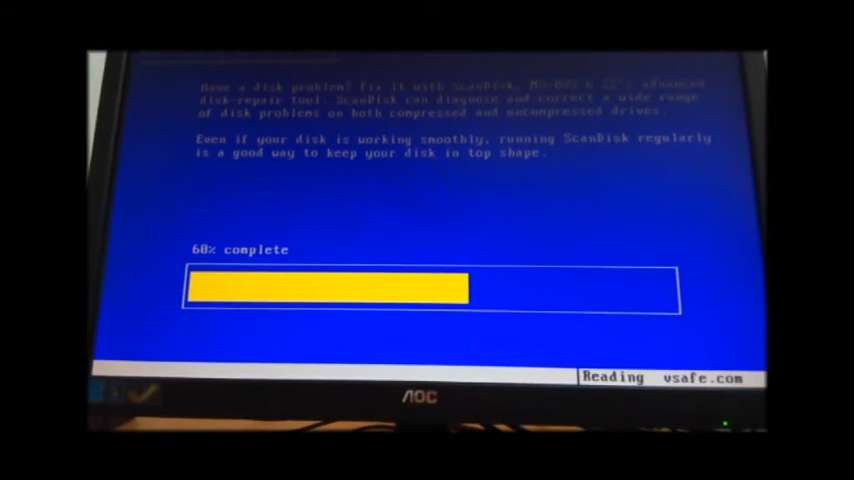 Have a disk problem? fix it with ScanDisk, MS-DOS 6.22's advanced
disk-repair tool. ScanDisk can diagnose and correct a wide range
of disk problems on both compressed and uncompressed drives.
Even if your disk is working smoothly, running ScanDisk regularly
is a good way to keep your disk in top shape.
60% complete
Reading vsafe.com
AOC